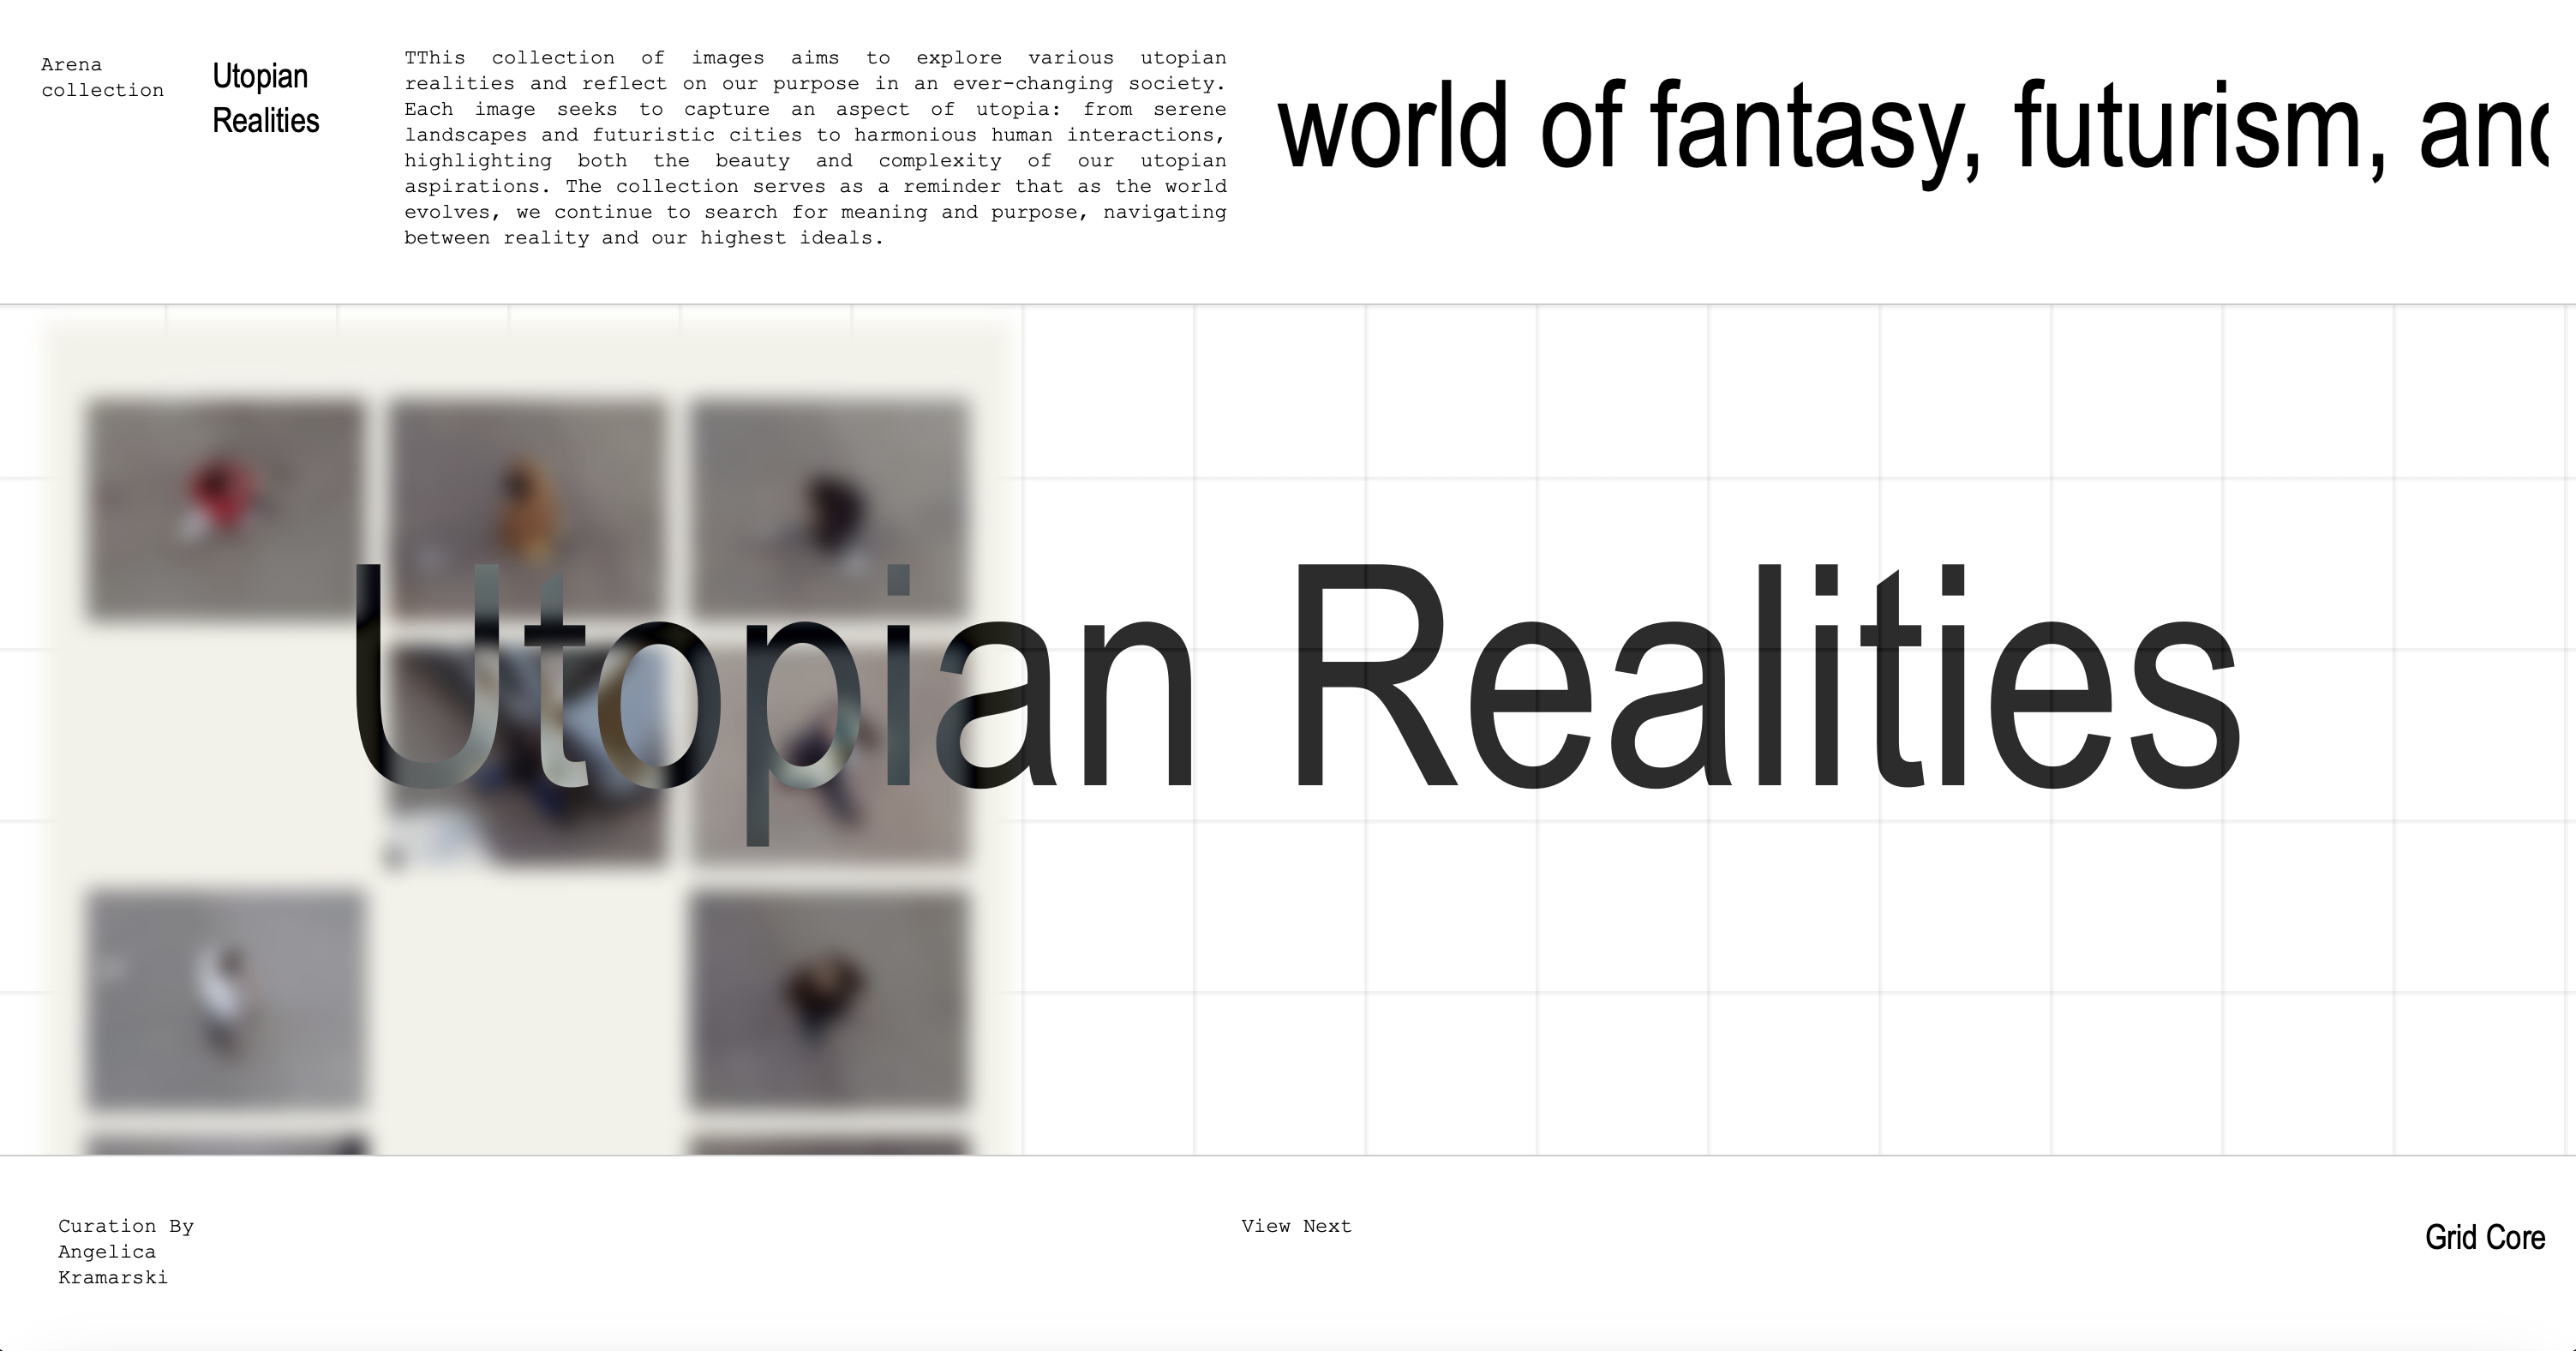 Arena
collection
Utopian
Realities
TThis collection of images aims to explore various utopian
realities and reflect on our purpose in an ever-changing society.
Each image seeks to capture an aspect of utopia: from serene
landscapes and futuristic cities to harmonious human interactions,
highlighting both the beauty and complexity of our utopian
aspirations. The collection serves as a reminder that as the world
evolves, we continue to search for meaning and purpose, navigating
between reality and our highest ideals.
world of fantasy, futurism, and
Utopian Realities
Curation By
Angelica
Kramarski
View Next
Grid Core